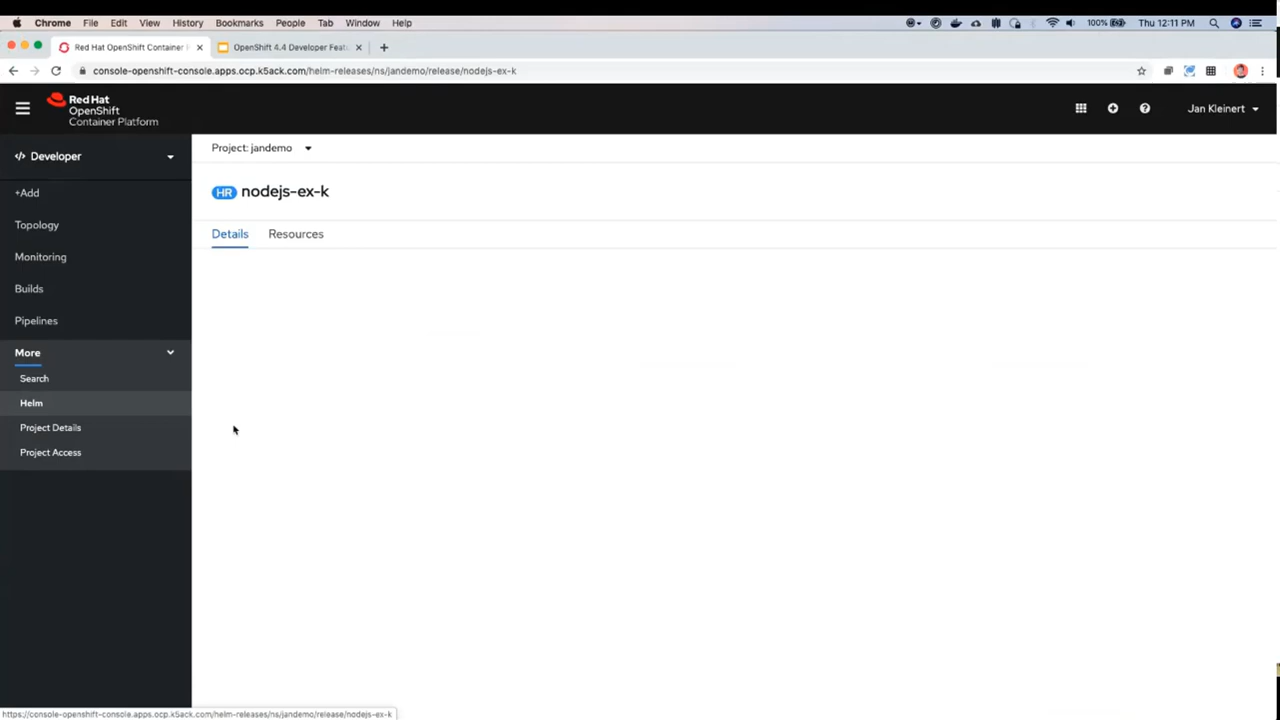 Chrome File Edit View History Bookmarks People Tab Window Help 100% Thu 12:11 PM
Red Hat OpenShift Container OpenShift 4.4 Developer Feat
console-openshift-console.apps.ocp.k5ack.com/helm-releases/ns/jandemo/release/nodejs-ex-k
Red Hat
OpenShift
Container Platform
Jan Kleinert
Developer
Project: jandemo
+Add
HR nodejs-ex-k
Topology
Details Resources
Monitoring
Builds
Pipelines
More
Search
Helm
Project Details
Project Access
https://console-openshift-console.apps.ocp.k5ack.com/helm-releases/ns/jandemo/release/nodejs-ex-k